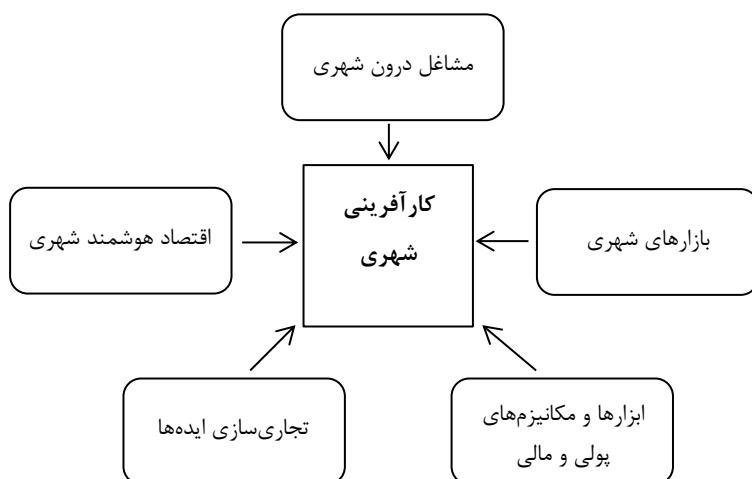 مشاغل درون شهری
کارآفرینی
شهری
بازارهای شهری
اقتصاد هوشمند شهری
ابزارها و مکانیزم‌های
پولی و مالی
تجاری‌سازی ایده‌ها